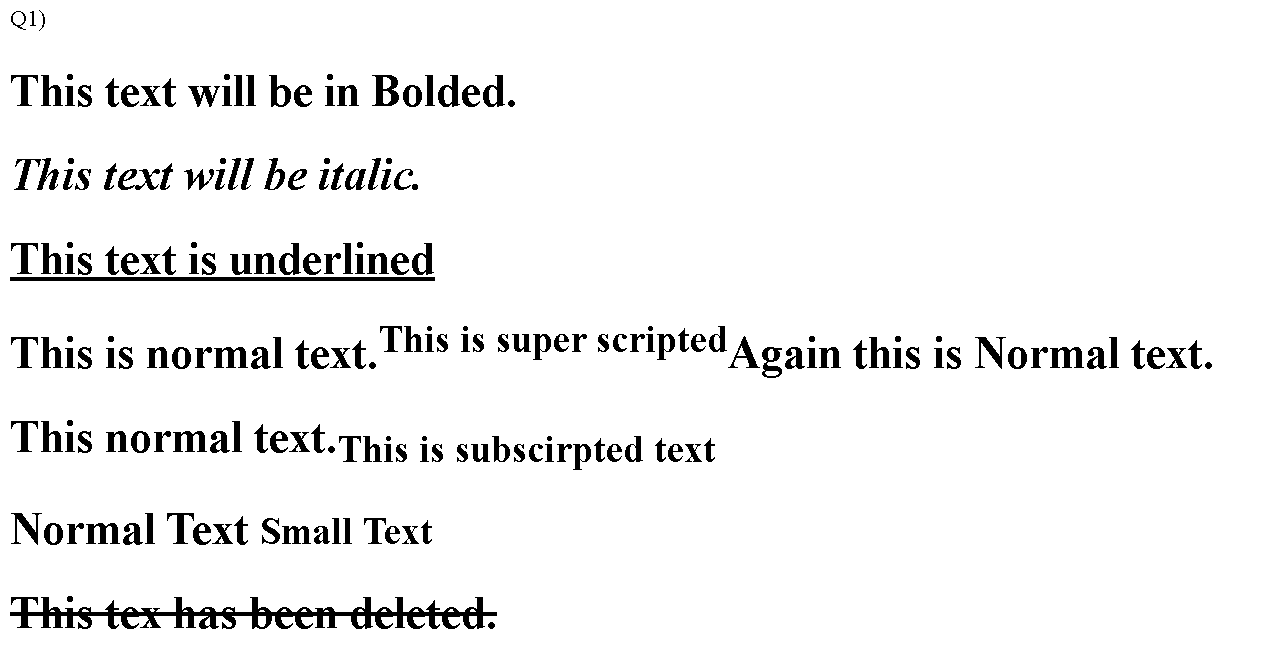 Q1)
This text will be in Bolded.
This text will be italic.
This text is underlined
This is normal text.This is super scriptedAgain this is Normal text.
This normal text.This is subscirpted text
Normal Text Small Text
This tex has been deleted.